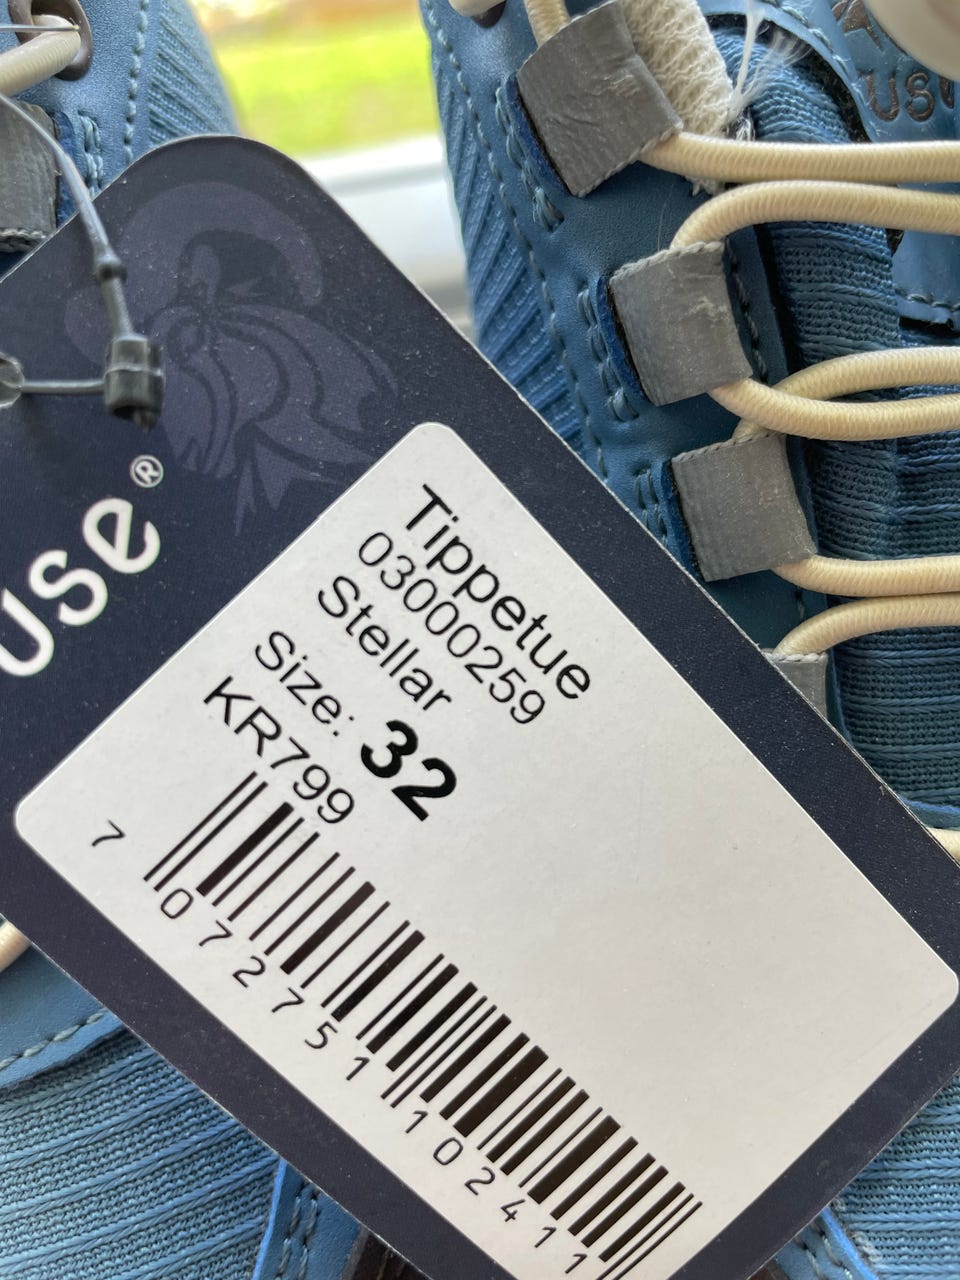 use®
Tippetue
03000259
Stellar
Size: 32
KR799
7 072751 102411